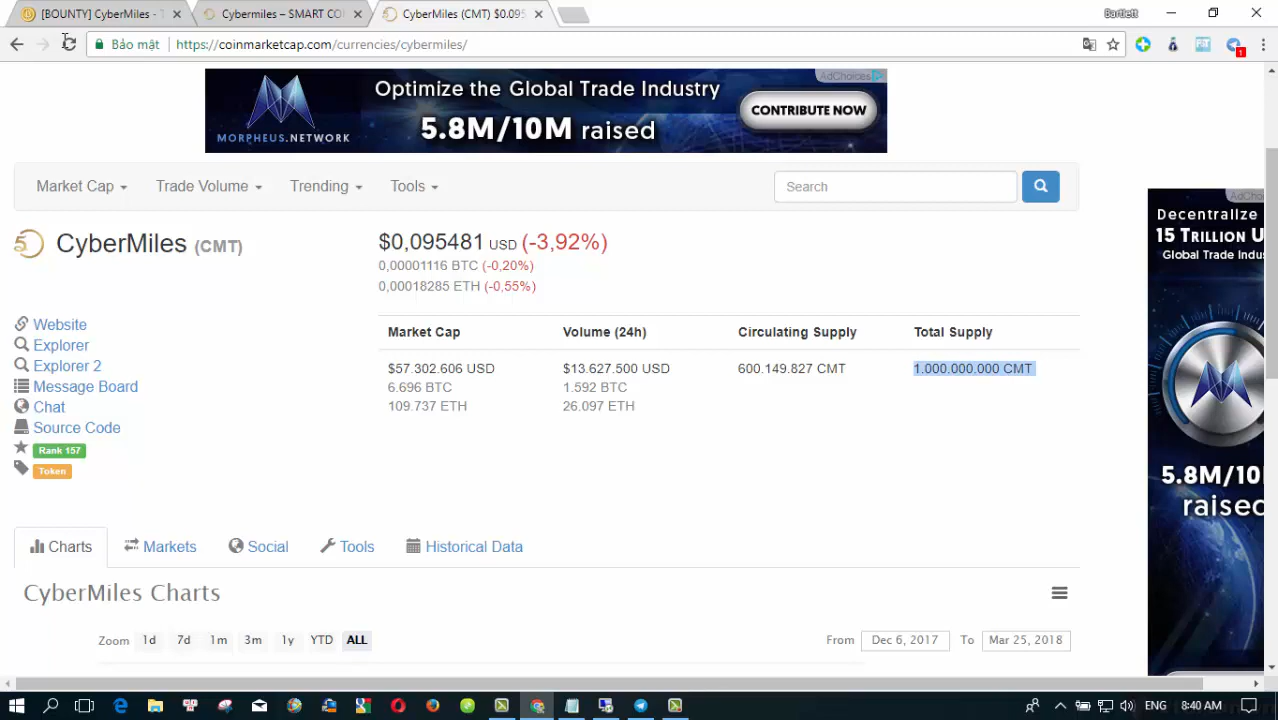 [BOUNTY] CyberMiles - T
Cybermiles – SMART CO
CyberMiles (CMT) $0.095
Bartlett
Bảo mật
https://coinmarketcap.com/currencies/cybermiles/
1
MORPHEUS.NETWORK
Optimize the Global Trade Industry
5.8M/10M raised
AdChoices
CONTRIBUTE NOW
Market Cap
Trade Volume
Trending
Tools
Search
CyberMiles (CMT)
$0,095481 USD (-3,92%)
0,00001116 BTC (-0,20%)
0,00018285 ETH (-0,55%)
Website
Explorer
Explorer 2
Message Board
Chat
Source Code
Rank 157
Token
Market Cap
Volume (24h)
Circulating Supply
Total Supply
$57.302.606 USD
$13.627.500 USD
600.149.827 CMT
1.000.000.000 CMT
6.696 BTC
1.592 BTC
109.737 ETH
26.097 ETH
AdChoi
Decentralize
15 TRILLION U
Global Trade Indus
5.8M/10
raised
Charts
Markets
Social
Tools
Historical Data
CyberMiles Charts
Zoom 1d 7d 1m 3m 1y YTD ALL
From Dec 6, 2017 To Mar 25, 2018
ENG
8:40 AM